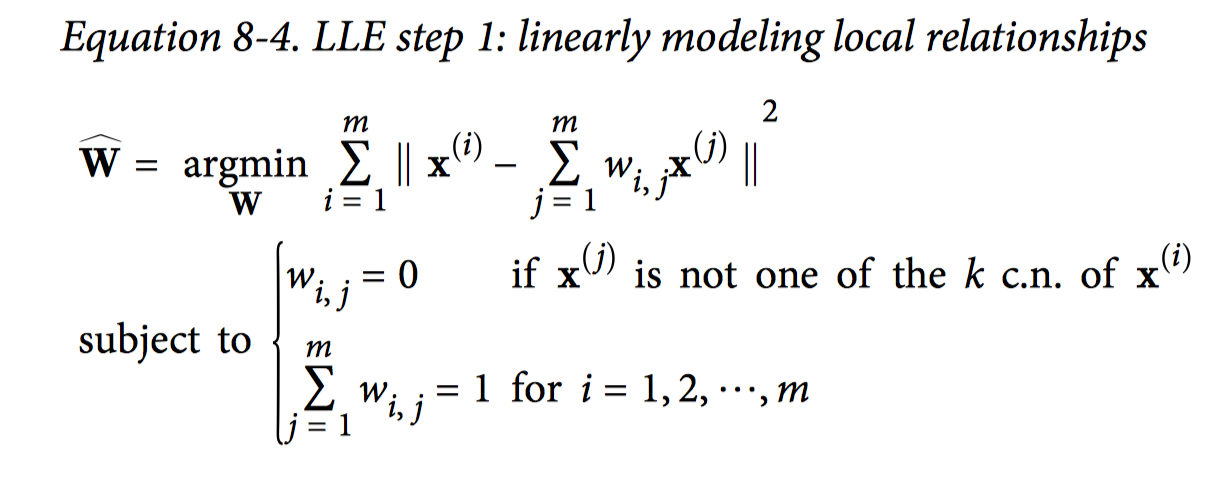 Equation 8-4. LLE step 1: linearly modeling local relationships
$\widehat{\mathbf{W}} = \underset{\mathbf{W}}{\operatorname{argmin}} \sum_{i=1}^{m} \| \mathbf{x}^{(i)} - \sum_{j=1}^{m} w_{i,j} \mathbf{x}^{(j)} \|^2$
subject to $\begin{cases} w_{i,j} = 0 & \text{if } \mathbf{x}^{(j)} \text{ is not one of the } k \text{ c.n. of } \mathbf{x}^{(i)} \\ \sum_{j=1}^{m} w_{i,j} = 1 \text{ for } i = 1, 2, \cdots, m \end{cases}$